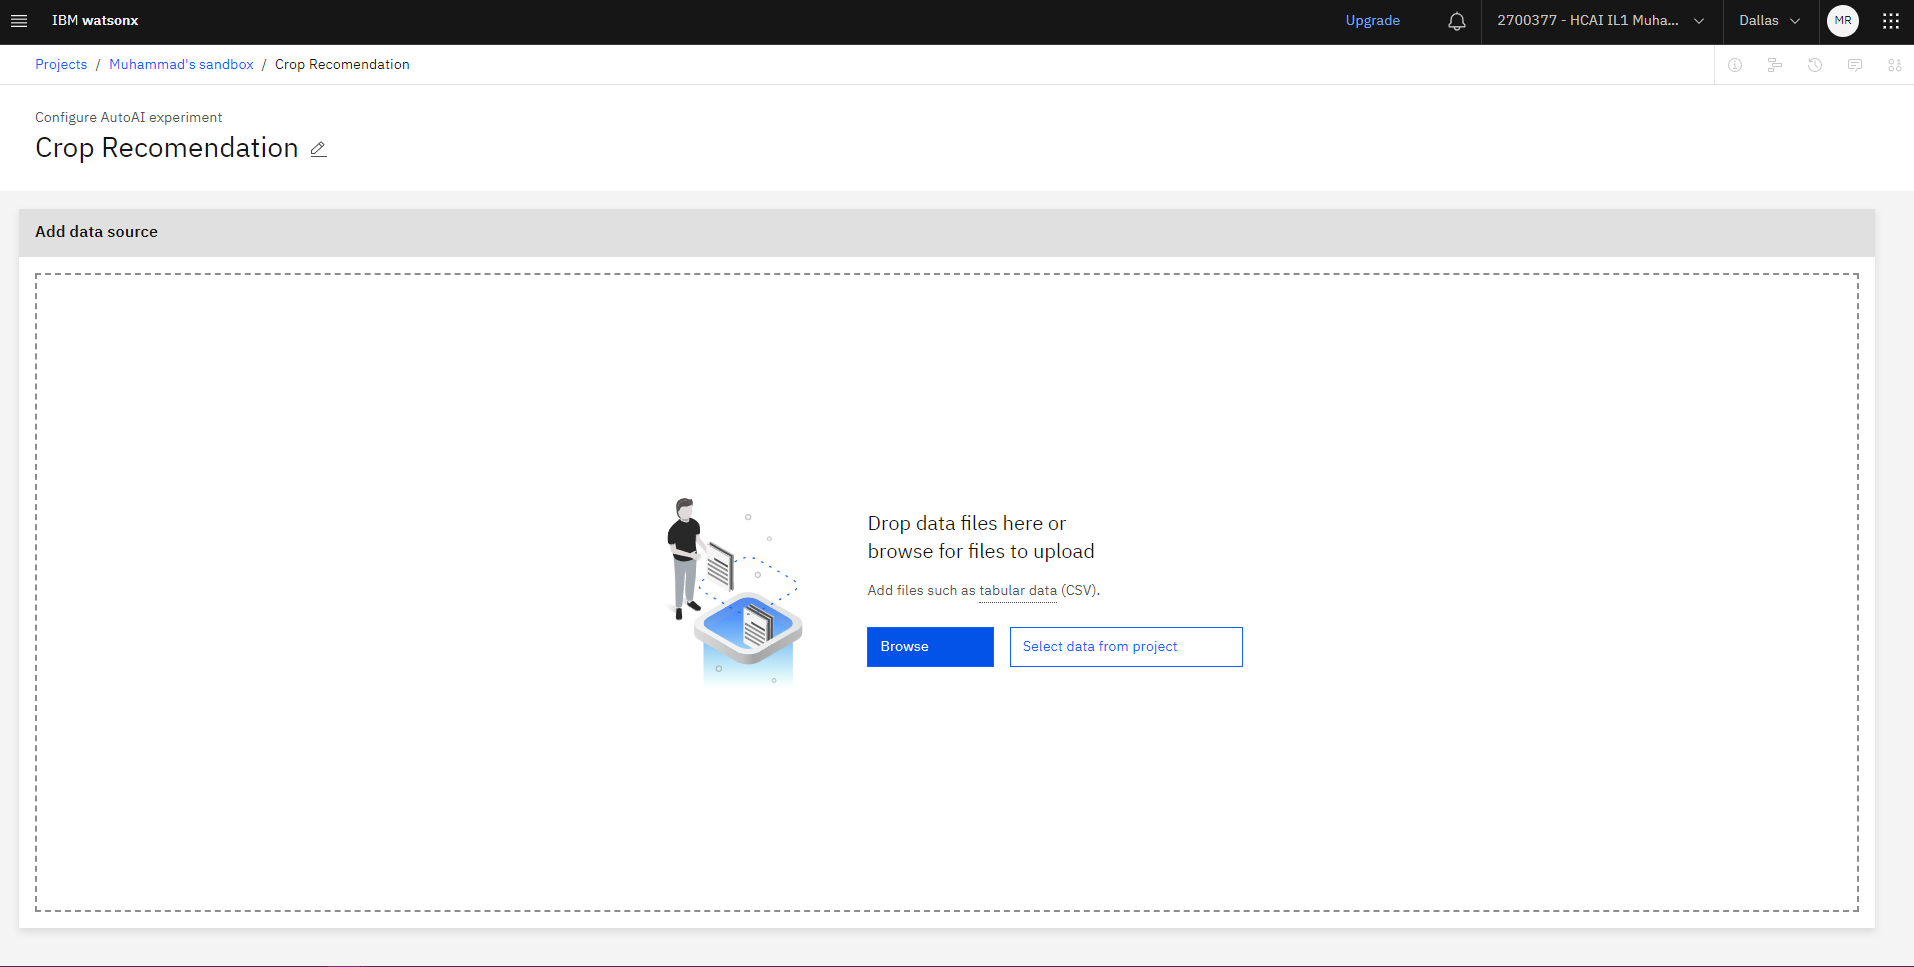 IBM watsonx
Upgrade
2700377 - HCAI IL1 Muha...
Dallas
MR
Projects / Muhammad's sandbox / Crop Recomendation
Configure AutoAI experiment
Crop Recomendation
Add data source
Drop data files here or
browse for files to upload
Add files such as tabular data (CSV).
Browse
Select data from project